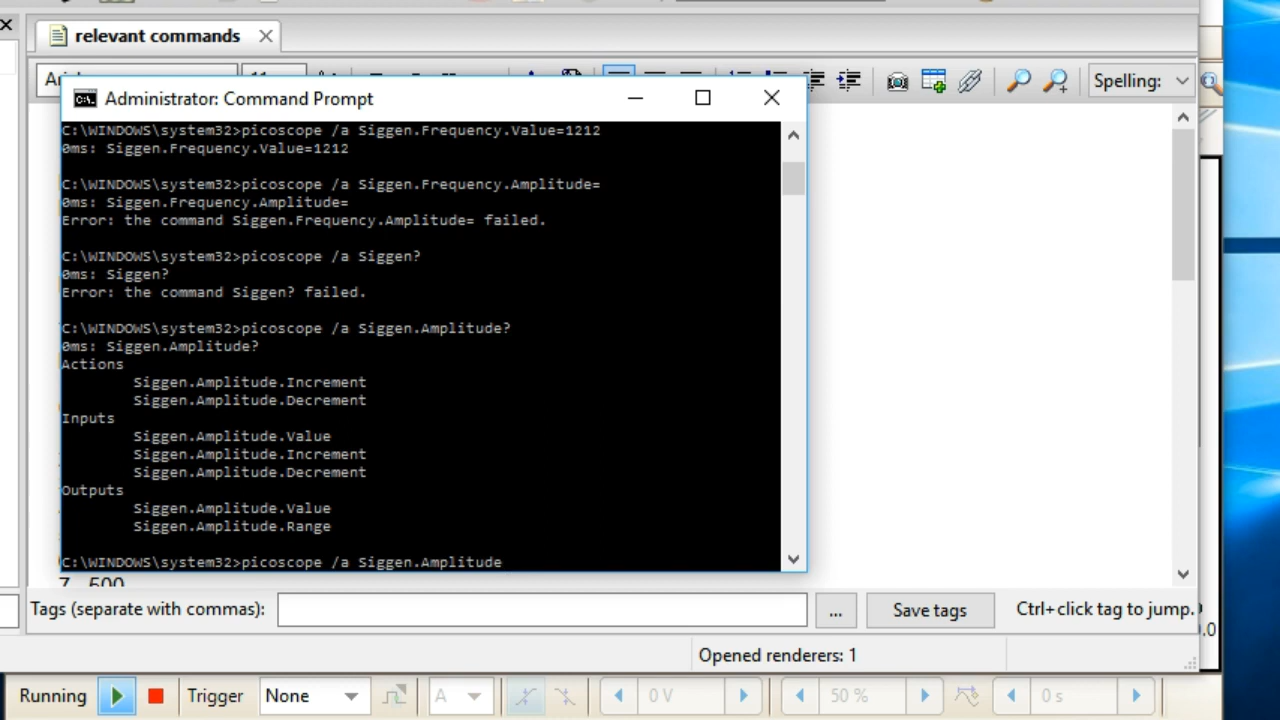 relevant commands
Spelling:
Administrator: Command Prompt
C:\WINDOWS\system32>picoscope /a Siggen.Frequency.Value=1212
0ms: Siggen.Frequency.Value=1212
C:\WINDOWS\system32>picoscope /a Siggen.Frequency.Amplitude=
0ms: Siggen.Frequency.Amplitude=
Error: the command Siggen.Frequency.Amplitude= failed.
C:\WINDOWS\system32>picoscope /a Siggen?
0ms: Siggen?
Error: the command Siggen? failed.
C:\WINDOWS\system32>picoscope /a Siggen.Amplitude?
0ms: Siggen.Amplitude?
Actions
Siggen.Amplitude.Increment
Siggen.Amplitude.Decrement
Inputs
Siggen.Amplitude.Value
Siggen.Amplitude.Increment
Siggen.Amplitude.Decrement
Outputs
Siggen.Amplitude.Value
Siggen.Amplitude.Range
C:\WINDOWS\system32>picoscope /a Siggen.Amplitude
Tags (separate with commas):
...
Save tags
Ctrl+click tag to jump.
Opened renderers: 1
Running
Trigger
None
A
0 V
50 %
0 s